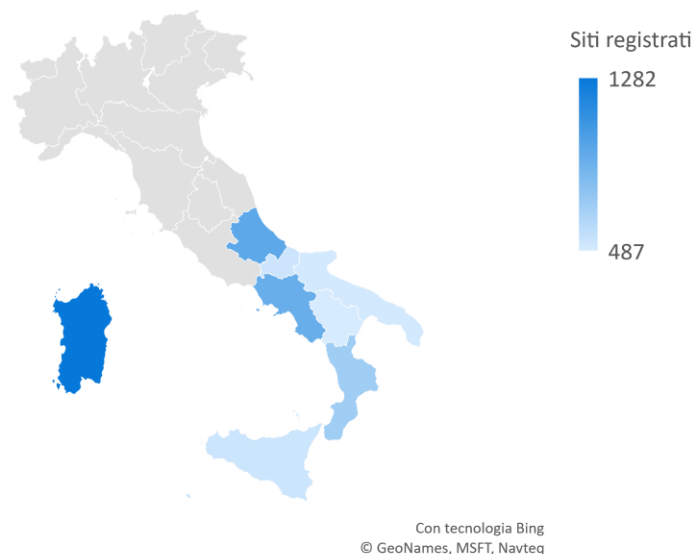 Siti registrati
1282
487
Con tecnologia Bing
© GeoNames, MSFT, Navteq